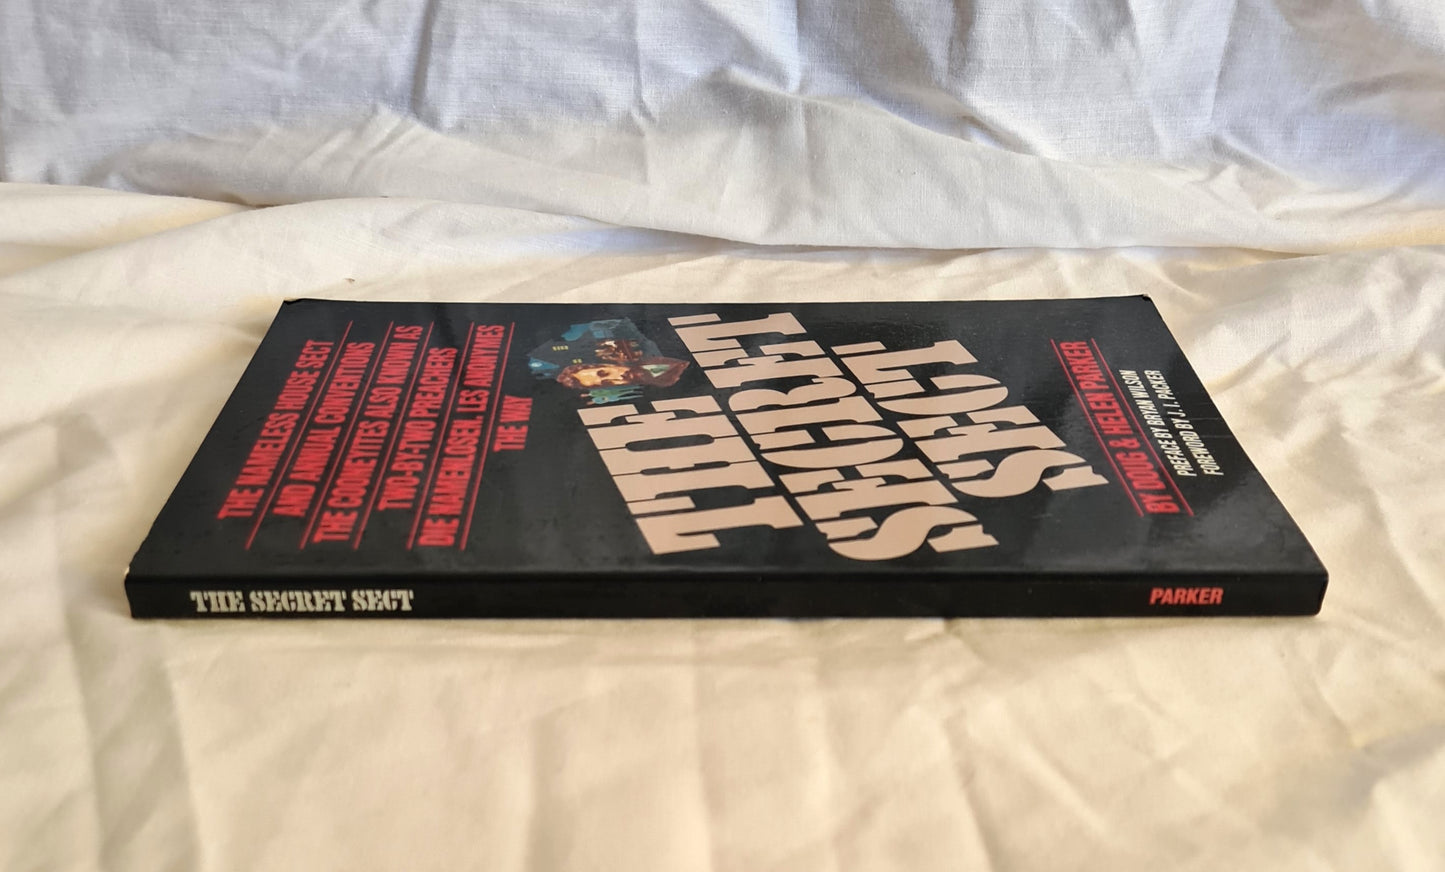 THE NAMELESS HOUSE SECT
AND ANNUAL CONVENTIONS
THE COONEYITES ALSO KNOWN AS
TWO-BY-TWO PREACHERS
DIE NAMENLOSEN, LES ANONYMES
THE WAY
THE
SECRET
SECT
BY DOUG & HELEN PARKER
PREFACE BY BRYAN WILSON
FOREWORD BY J. I. PACKER
THE SECRET SECT
PARKER